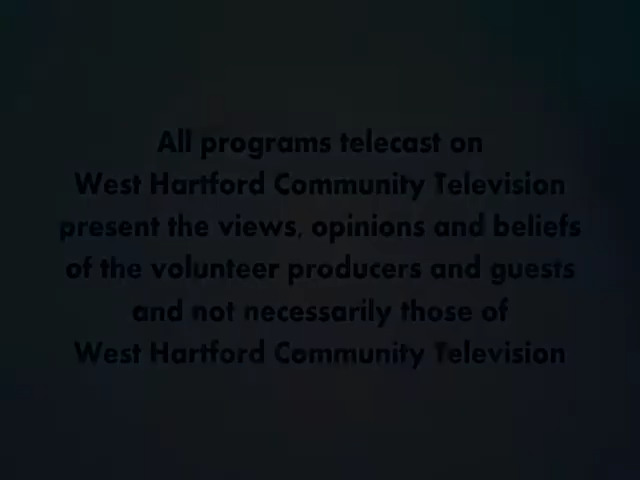 All programs telecast on
West Hartford Community Television
present the views, opinions and beliefs
of the volunteer producers and guests
and not necessarily those of
West Hartford Community Television